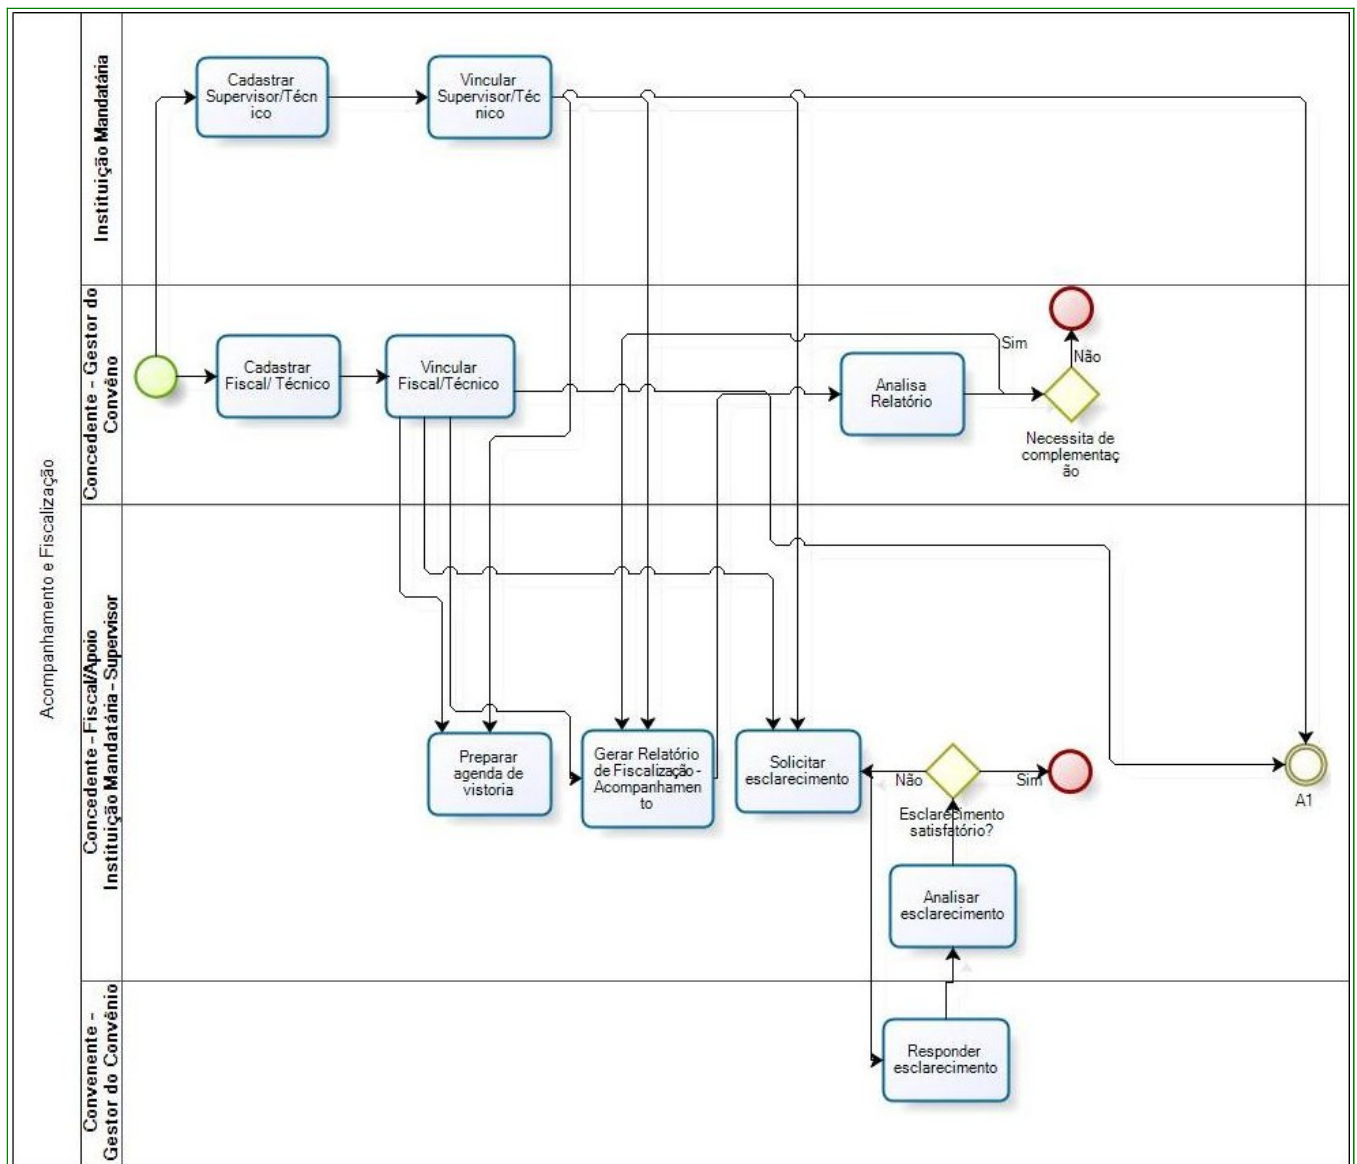 Acompanhamento e Fiscalização
Instituição Mandatária
Cadastrar
Supervisor/Técn
ico
Vincular
Supervisor/Téc
nico
Concedente - Gestor do
Convêno
Cadastrar
Fiscal/ Técnico
Vincular
Fiscal/Técnico
Analisa
Relatório
Sim
Não
Necessita de
complementaç
ão
Concedente - Fiscal/Apoio
Instituição Mandatária - Supervisor
Preparar
agenda de
vistoria
Gerar Relatório
de Fiscalização -
Acompanhamen
to
Solicitar
esclarecimento
Não
Sim
Esclarecimento
satisfatório?
A1
Analisar
esclarecimento
Convenente -
Gestor do Convênio
Responder
esclarecimento